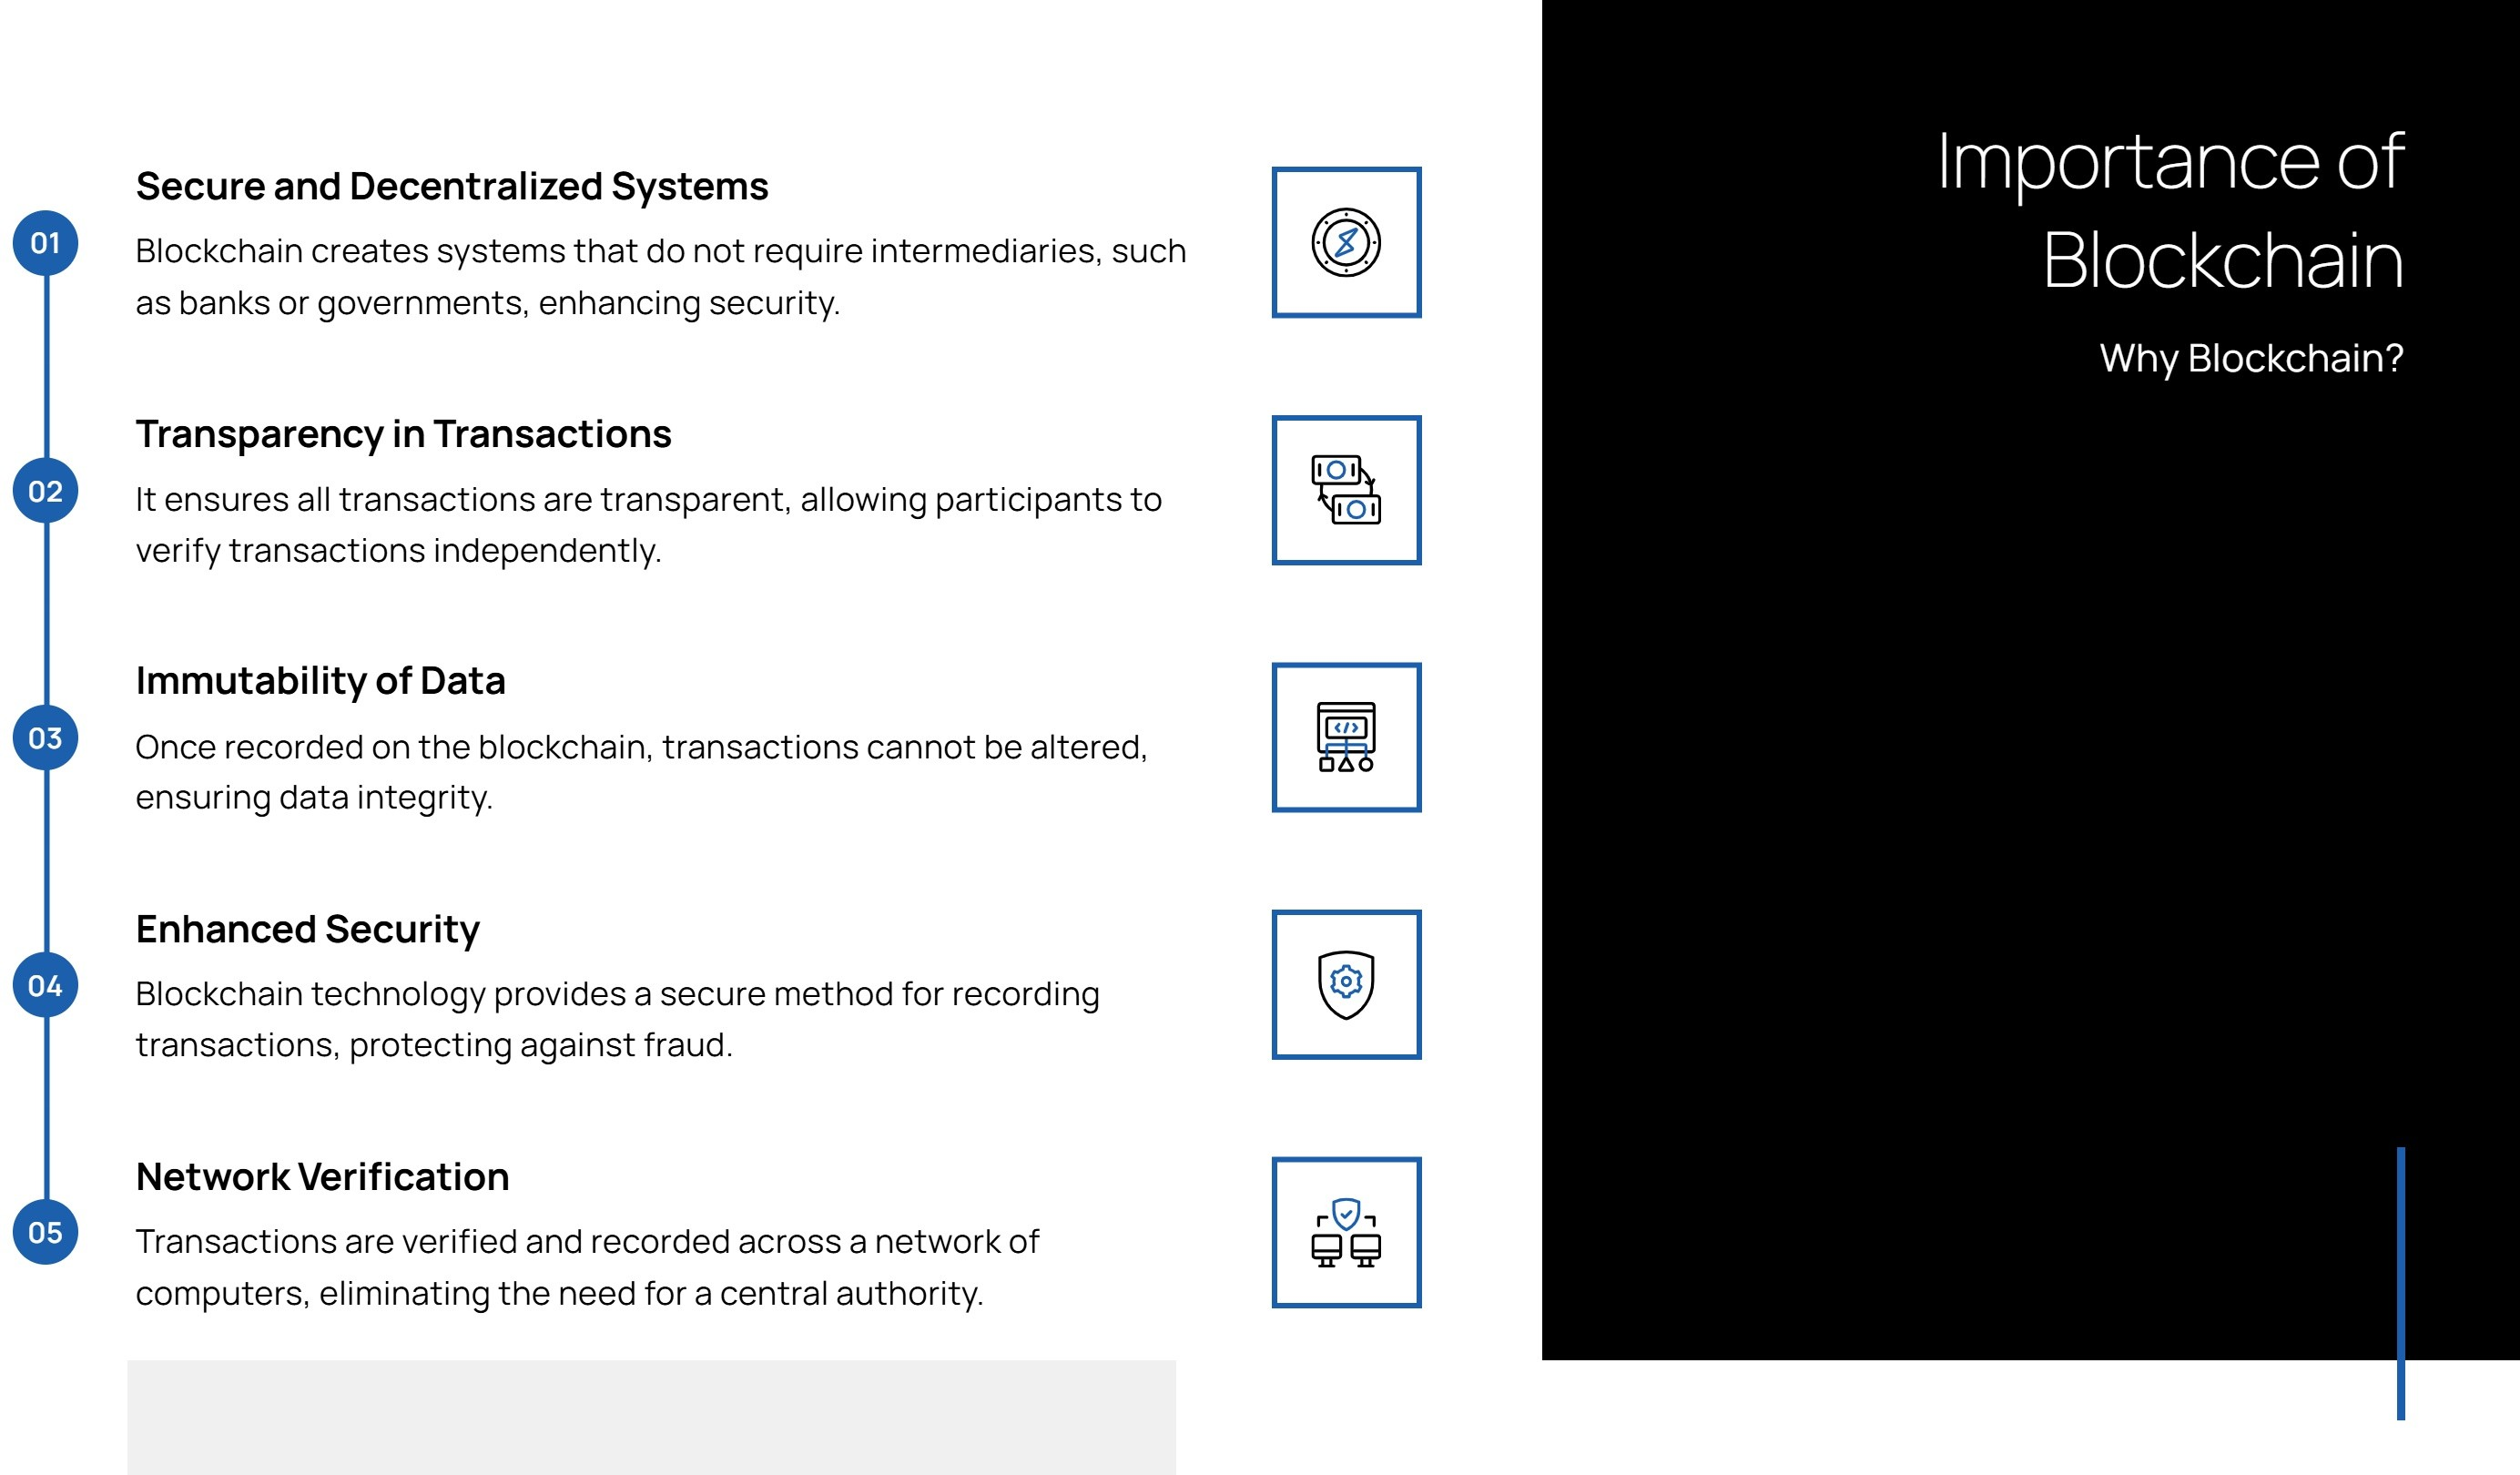 Importance of
Blockchain
Why Blockchain?
01
Secure and Decentralized Systems
Blockchain creates systems that do not require intermediaries, such
as banks or governments, enhancing security.
02
Transparency in Transactions
It ensures all transactions are transparent, allowing participants to
verify transactions independently.
03
Immutability of Data
Once recorded on the blockchain, transactions cannot be altered,
ensuring data integrity.
04
Enhanced Security
Blockchain technology provides a secure method for recording
transactions, protecting against fraud.
05
Network Verification
Transactions are verified and recorded across a network of
computers, eliminating the need for a central authority.